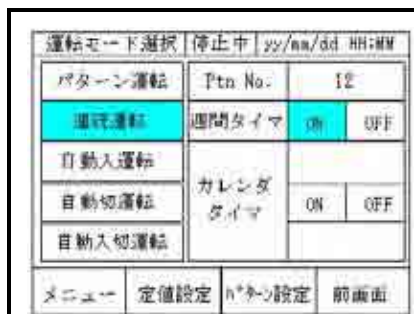 運転モード選択 停止中 yy/mm/dd HH:MM
パターン運転 Ptn No. 12
連続運転 週間タイマ ON OFF
自動入運転
カレンダ
自動切運転 タイマ ON OFF
自動入切運転
メニュー 定値設定 ﾊﾟﾀｰﾝ設定 前画面